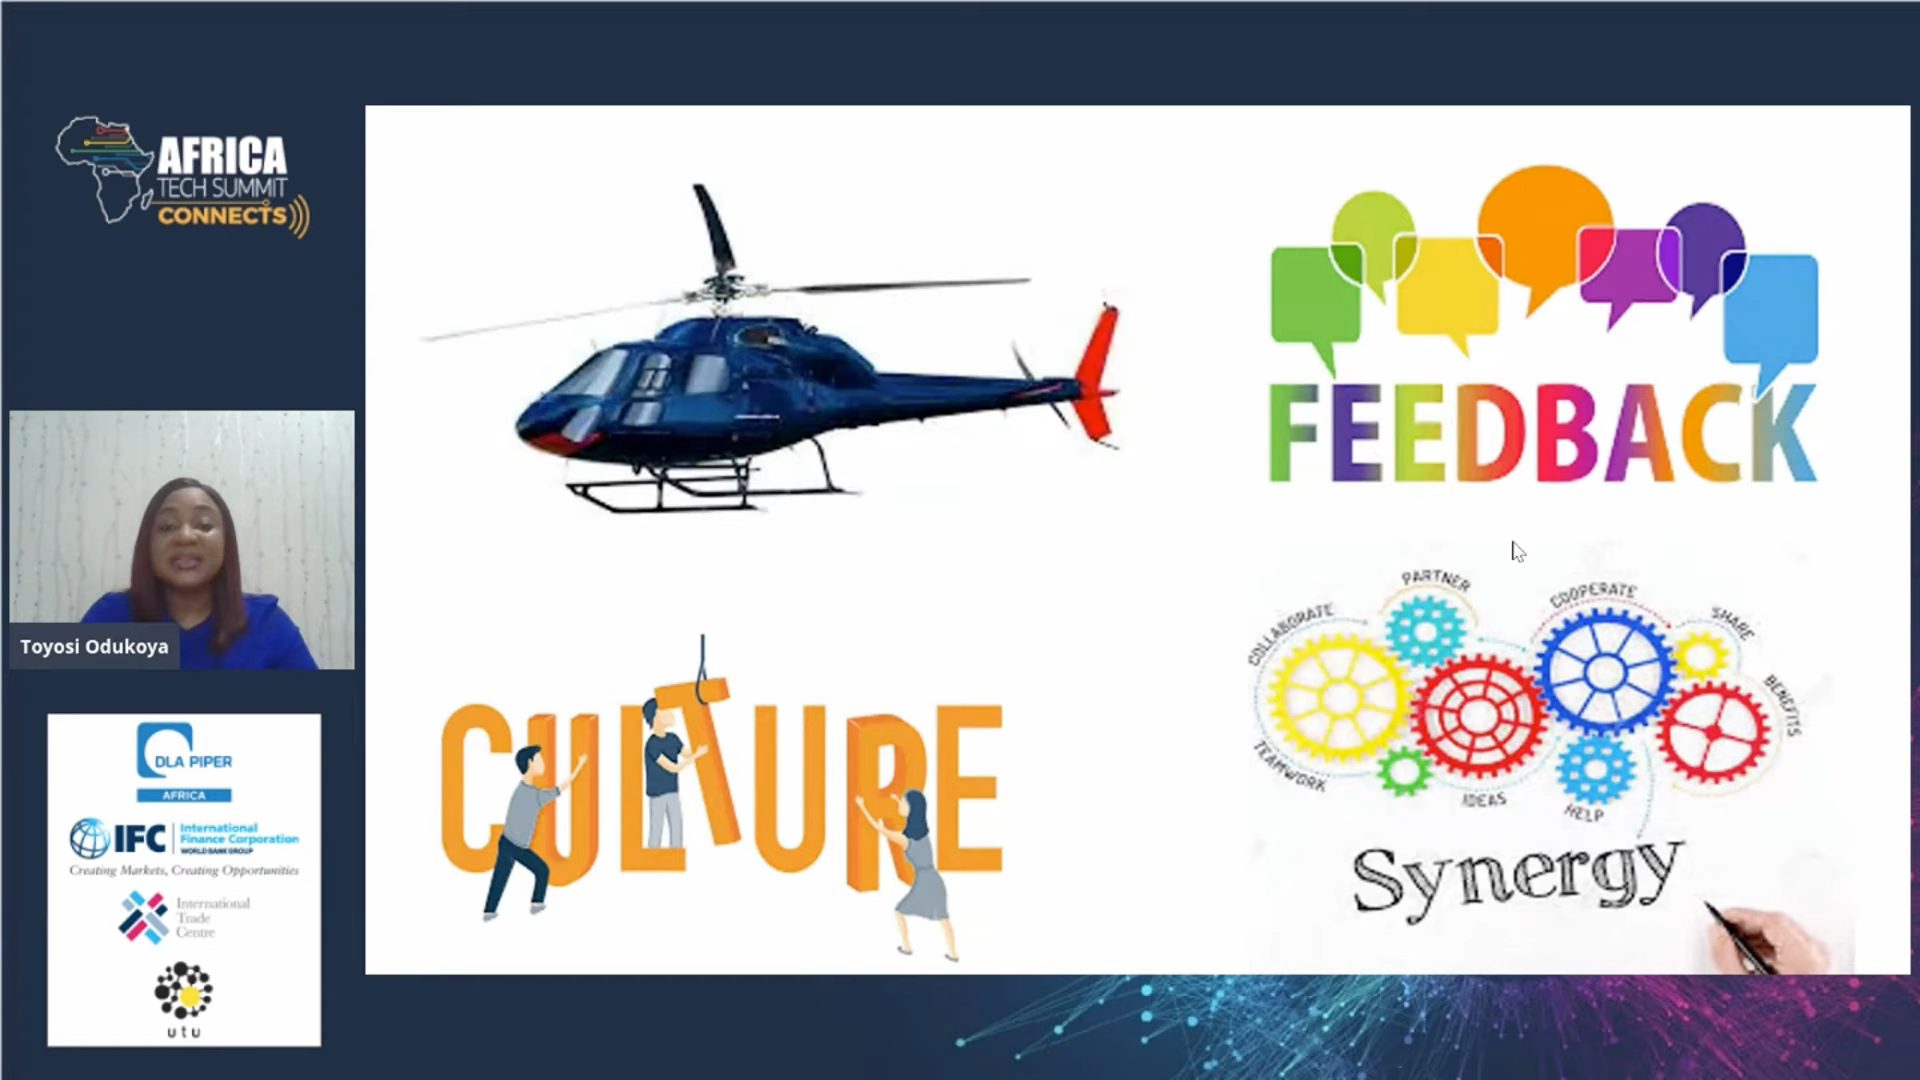 AFRICA
TECH SUMMIT
CONNECTS
Toyosi Odukoya
DLA PIPER
AFRICA
IFC
International
Finance Corporation
WORLD BANK GROUP
Creating Markets, Creating Opportunities
International
Trade
Centre
utu
FEEDBACK
CULTURE
COLLABORATE
PARTNER
COOPERATE
SHARE
BENEFITS
TEAMWORK
IDEAS
HELP
Synergy